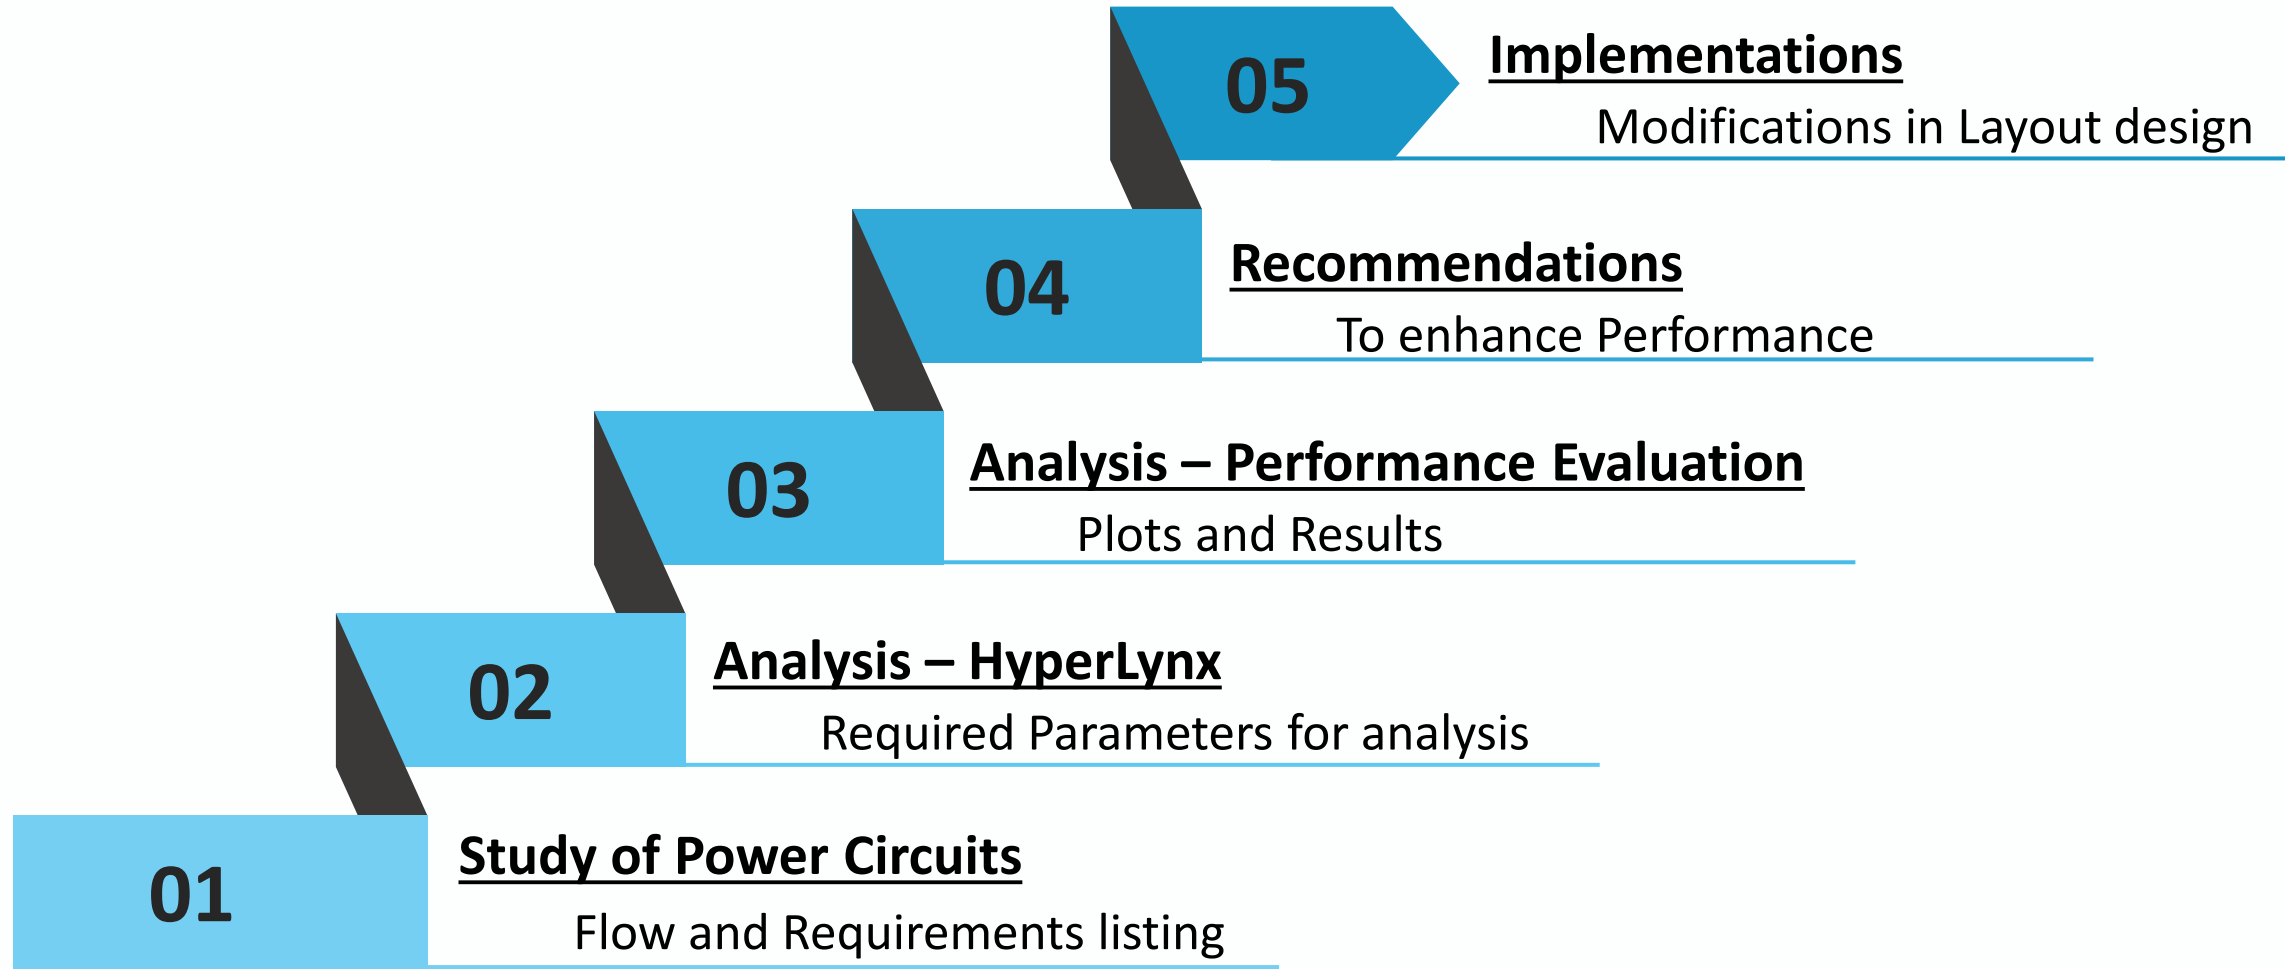 05
Implementations
Modifications in Layout design
04
Recommendations
To enhance Performance
03
Analysis – Performance Evaluation
Plots and Results
02
Analysis – HyperLynx
Required Parameters for analysis
01
Study of Power Circuits
Flow and Requirements listing